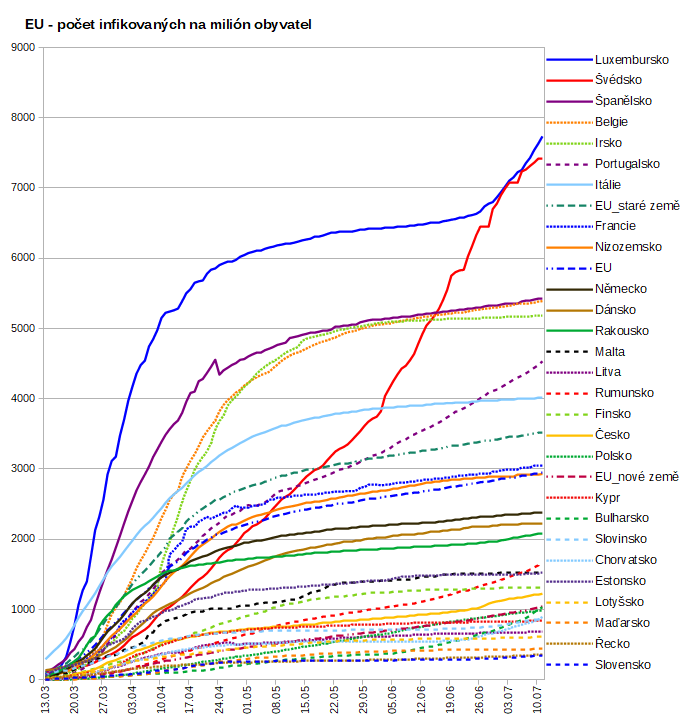 EU - počet infikovaných na milión obyvatel
9000
8000
7000
6000
5000
4000
3000
2000
1000
0
13.03
20.03
27.03
03.04
10.04
17.04
24.04
01.05
08.05
15.05
22.05
29.05
05.06
12.06
19.06
26.06
03.07
10.07
Luxembursko
Švédsko
Španělsko
Belgie
Irsko
Portugalsko
Itálie
EU_staré země
Francie
Nizozemsko
EU
Německo
Dánsko
Rakousko
Malta
Litva
Rumunsko
Finsko
Česko
Polsko
EU_nové země
Kypr
Bulharsko
Slovinsko
Chorvatsko
Estonsko
Lotyšsko
Maďarsko
Řecko
Slovensko